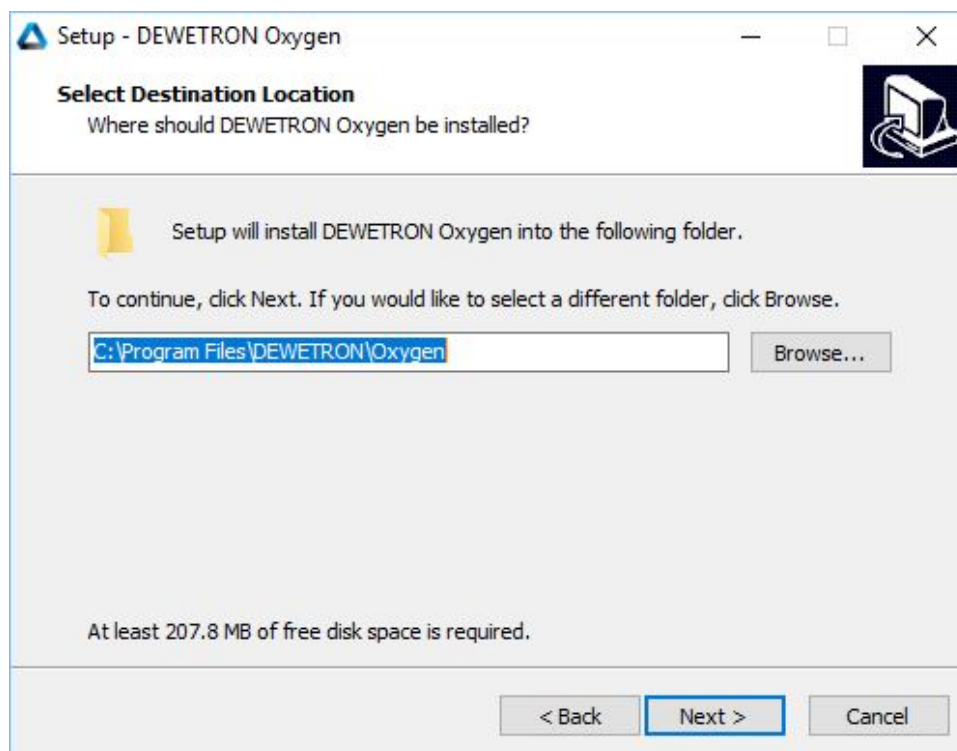 Setup - DEWETRON Oxygen
Select Destination Location
Where should DEWETRON Oxygen be installed?
Setup will install DEWETRON Oxygen into the following folder.
To continue, click Next. If you would like to select a different folder, click Browse.
C:\Program Files\DEWETRON\Oxygen
Browse...
At least 207.8 MB of free disk space is required.
< Back
Next >
Cancel